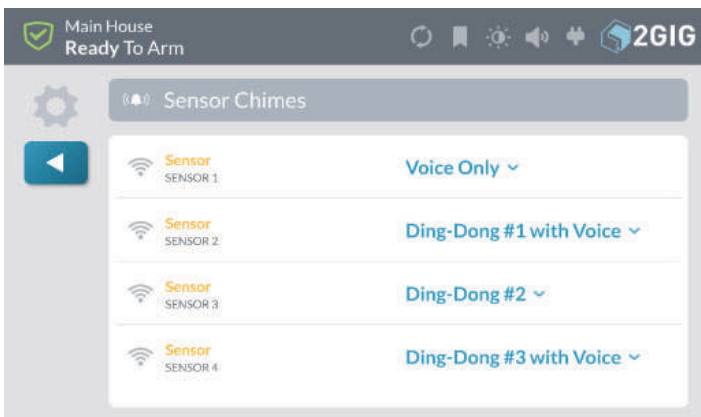 Main House
Ready To Arm
2GIG
Sensor Chimes
Sensor
SENSOR 1
Voice Only
Sensor
SENSOR 2
Ding-Dong #1 with Voice
Sensor
SENSOR 3
Ding-Dong #2
Sensor
SENSOR 4
Ding-Dong #3 with Voice